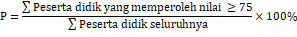 P = ∑ Peserta didik yang memperoleh nilai ≥ 75 / ∑ Peserta didik seluruhnya × 100%